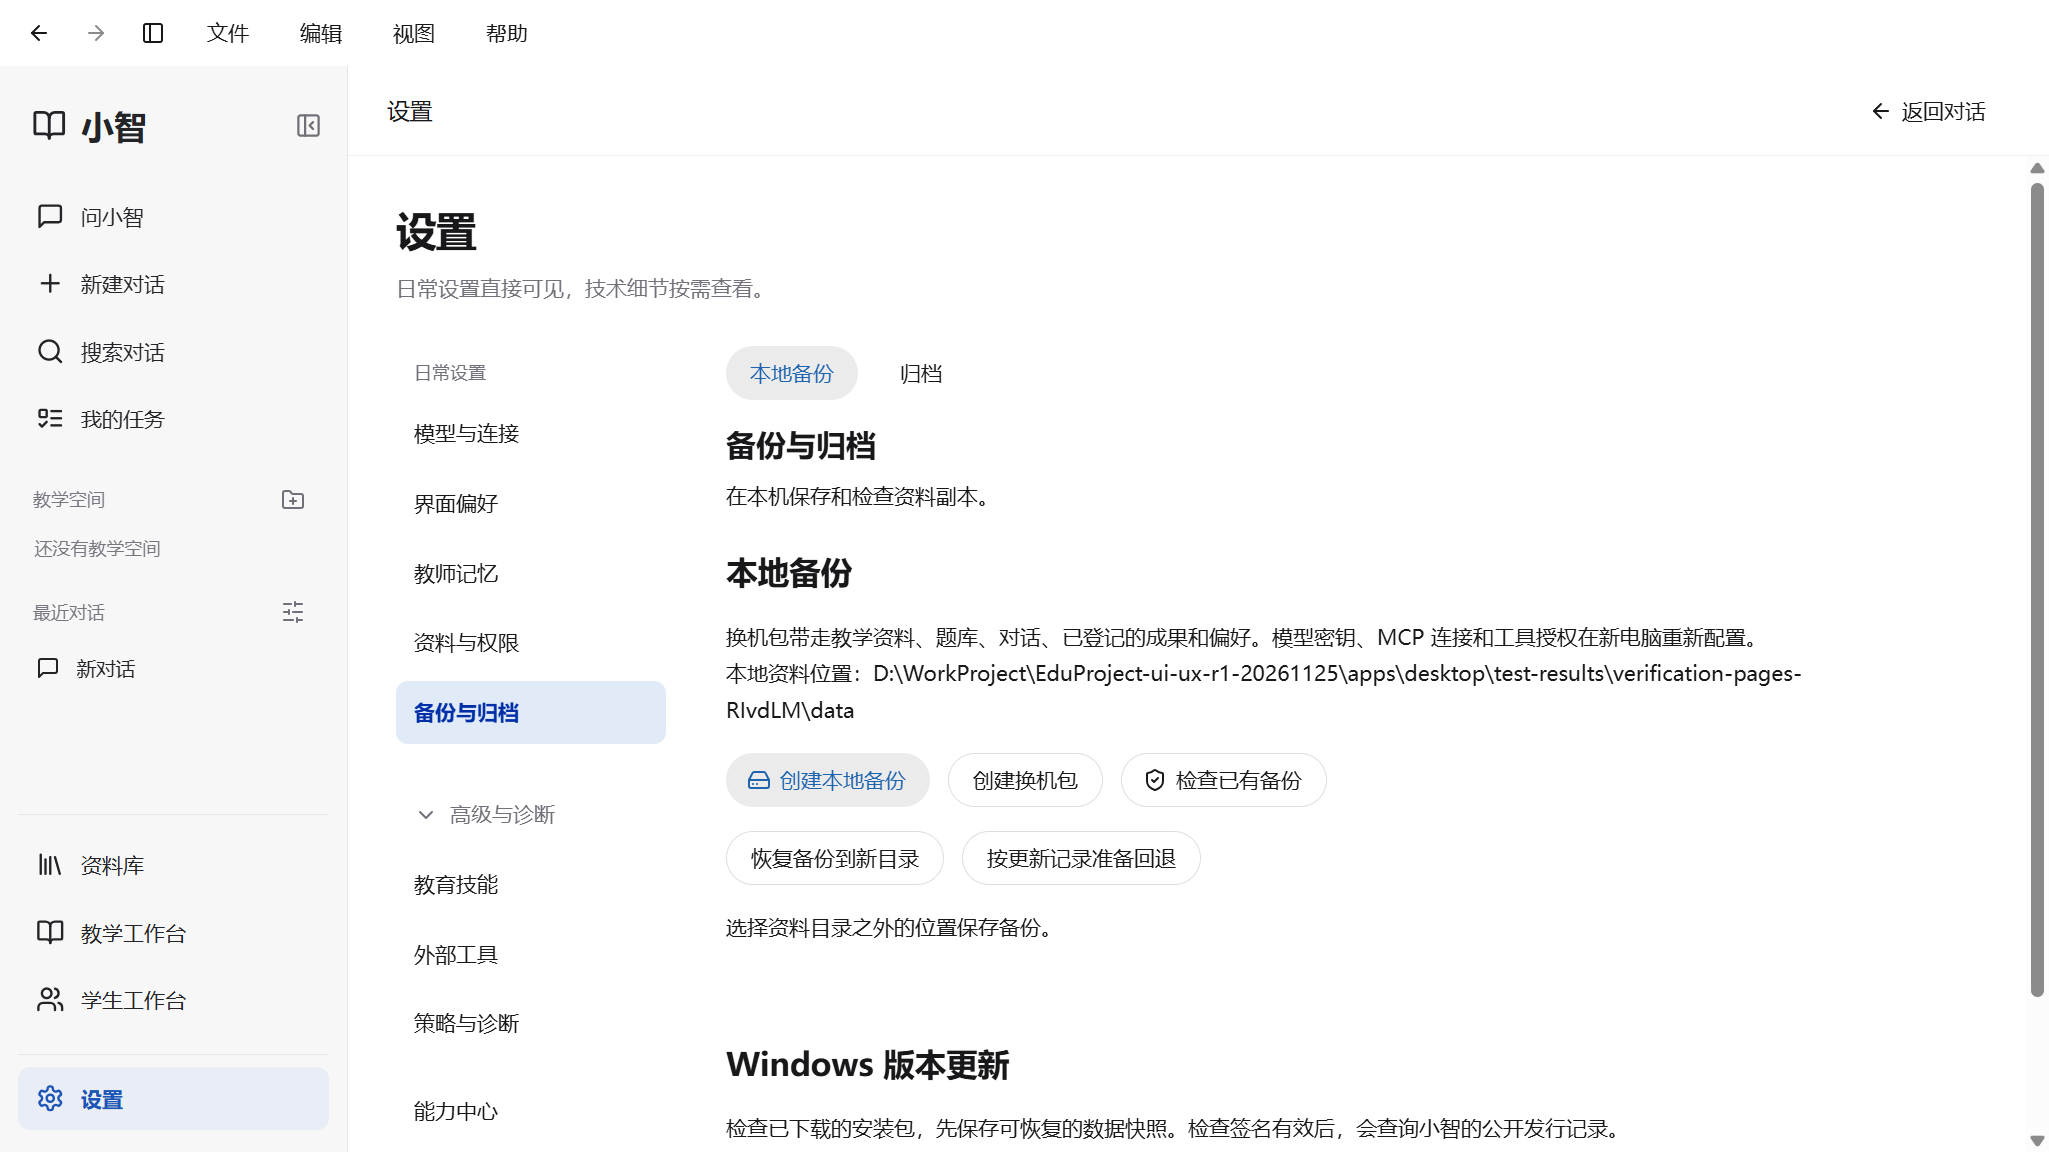 文件 编辑 视图 帮助
小智
问小智
新建对话
搜索对话
我的任务
教学空间
还没有教学空间
最近对话
新对话
资料库
教学工作台
学生工作台
设置
设置
返回对话
设置
日常设置直接可见，技术细节按需查看。
日常设置
模型与连接
界面偏好
教师记忆
资料与权限
备份与归档
高级与诊断
教育技能
外部工具
策略与诊断
能力中心
本地备份 归档
备份与归档
在本机保存和检查资料副本。
本地备份
换机包带走教学资料、题库、对话、已登记的成果和偏好。模型密钥、MCP 连接和工具授权在新电脑重新配置。
本地资料位置：D:\WorkProject\EduProject-ui-ux-r1-20261125\apps\desktop\test-results\verification-pages-
RIvdLM\data
创建本地备份 创建换机包 检查已有备份
恢复备份到新目录 按更新记录准备回退
选择资料目录之外的位置保存备份。
Windows 版本更新
检查已下载的安装包，先保存可恢复的数据快照。检查签名有效后，会查询小智的公开发行记录。